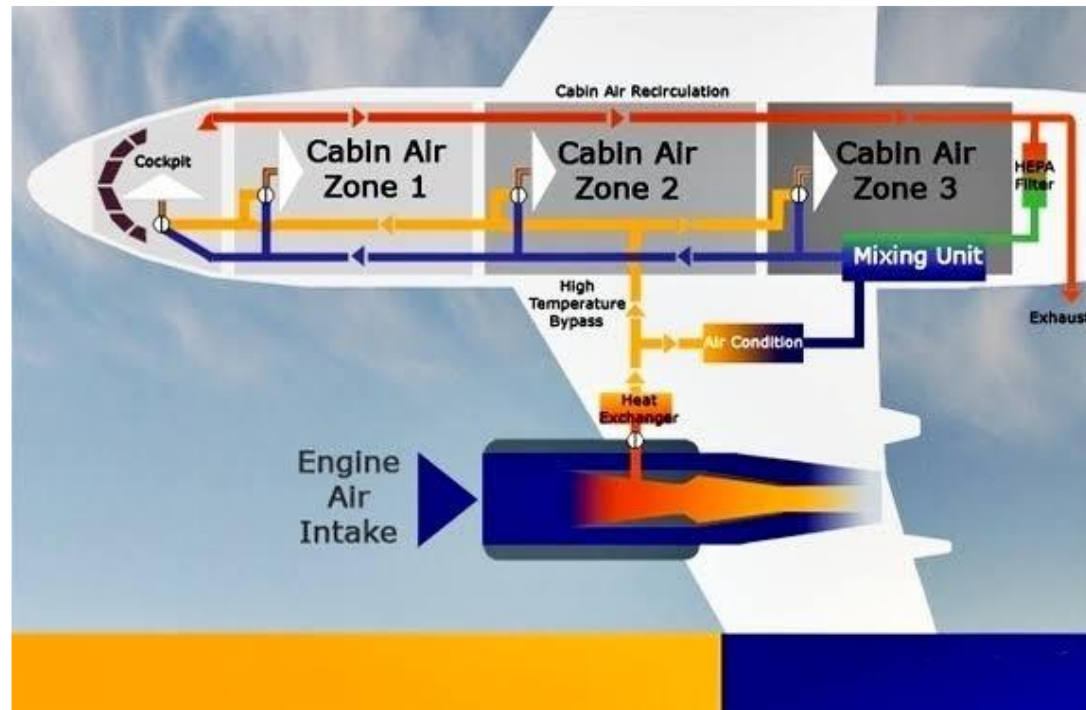 Cabin Air Recirculation
Cockpit
Cabin Air
Zone 1
Cabin Air
Zone 2
Cabin Air
Zone 3
HEPA
Filter
Mixing Unit
High
Temperature
Bypass
Exhaust
Air Condition
Heat
Exchanger
Engine
Air
Intake